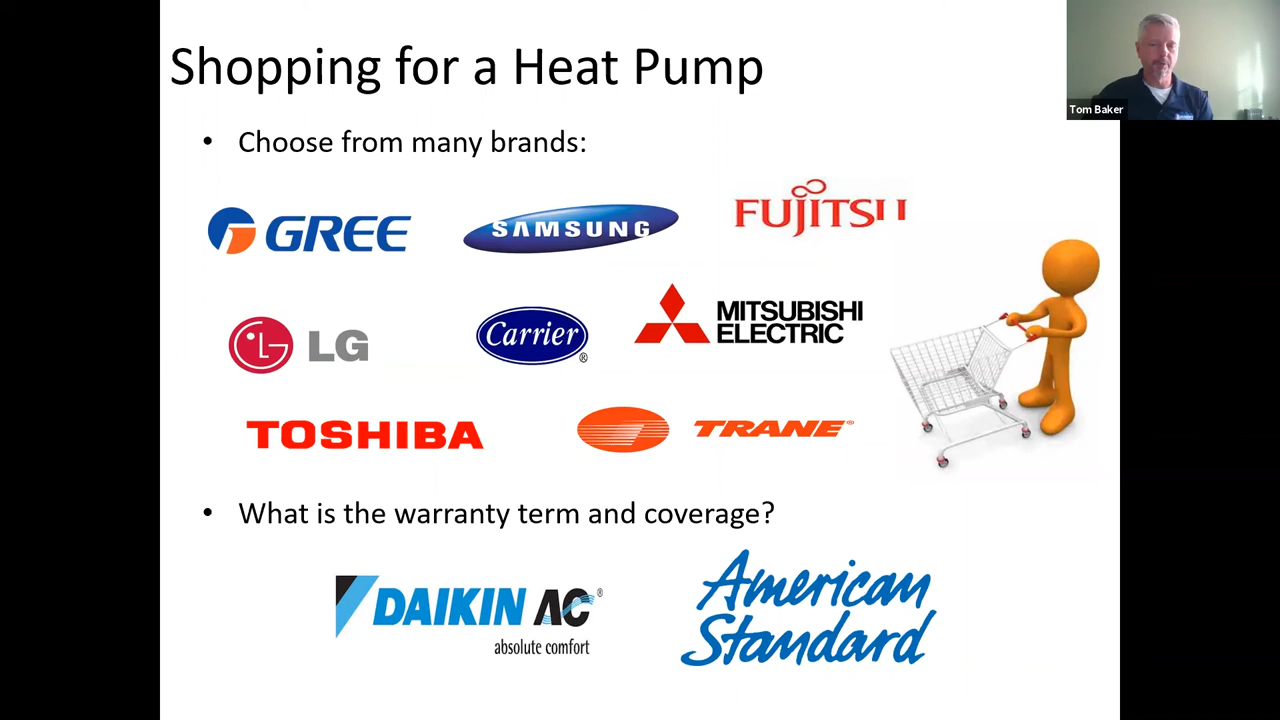 Shopping for a Heat Pump
Tom Baker
• Choose from many brands:
GREE
SAMSUNG
FUJITSU
LG
Carrier
®
MITSUBISHI
ELECTRIC
TOSHIBA
TRANE®
• What is the warranty term and coverage?
DAIKIN AC®
absolute comfort
American
Standard